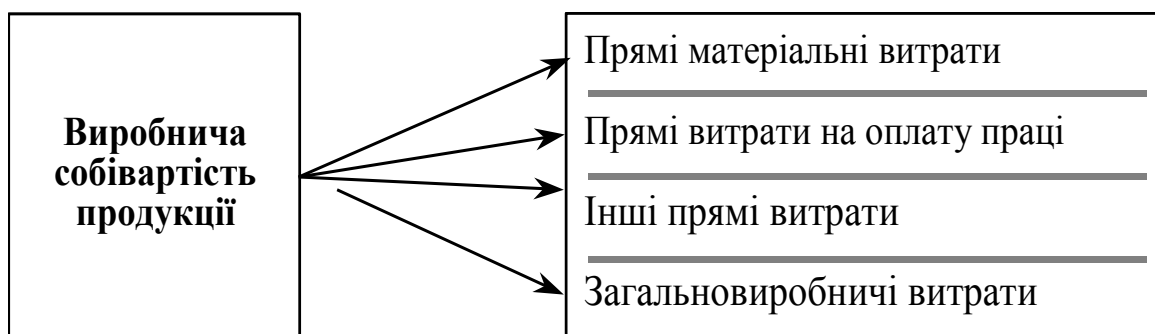 Виробнича
собівартість
продукції
Прямі матеріальні витрати
Прямі витрати на оплату праці
Інші прямі витрати
Загальновиробничі витрати